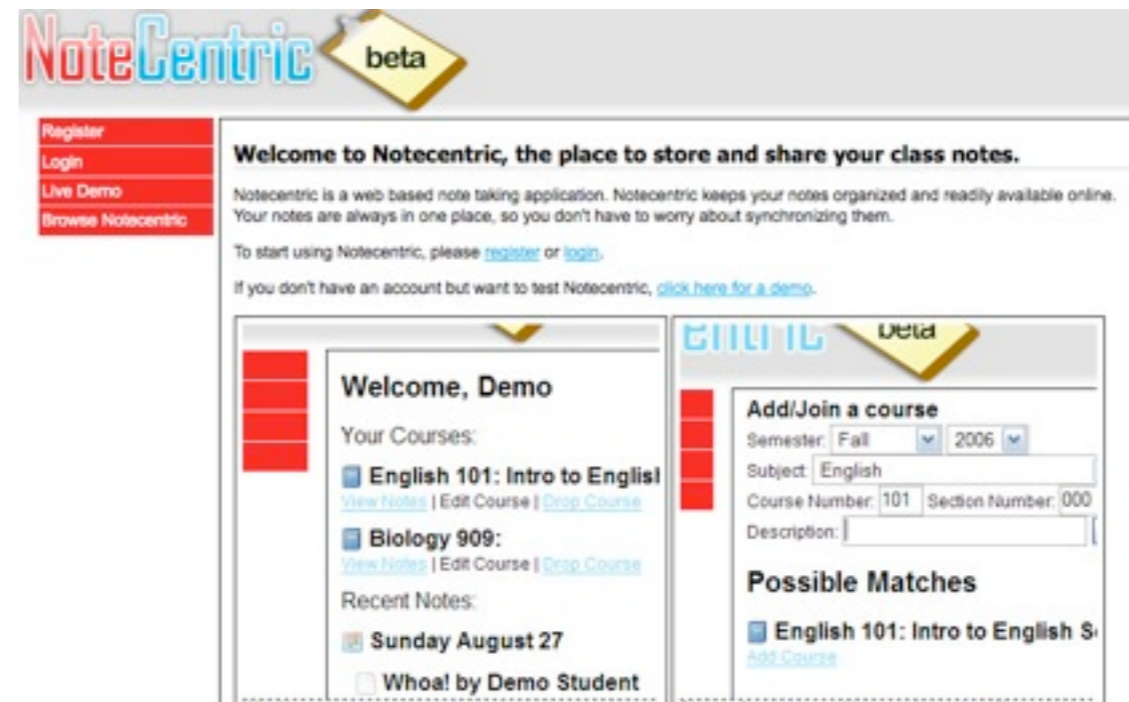 NoteCentric beta
Register
Login
Live Demo
Browse Notecentric
Welcome to Notecentric, the place to store and share your class notes.
Notecentric is a web based note taking application. Notecentric keeps your notes organized and readily available online.
Your notes are always in one place, so you don't have to worry about synchronizing them.
To start using Notecentric, please register or login.
If you don't have an account but want to test Notecentric, click here for a demo.
Welcome, Demo
Your Courses:
English 101: Intro to Englis
View Notes | Edit Course | Drop Course
Biology 909:
View Notes | Edit Course | Drop Course
Recent Notes:
Sunday August 27
Whoa! by Demo Student
entric beta
Add/Join a course
Semester: Fall 2006
Subject: English
Course Number: 101 Section Number: 000
Description:
Possible Matches
English 101: Intro to English S
Add Course